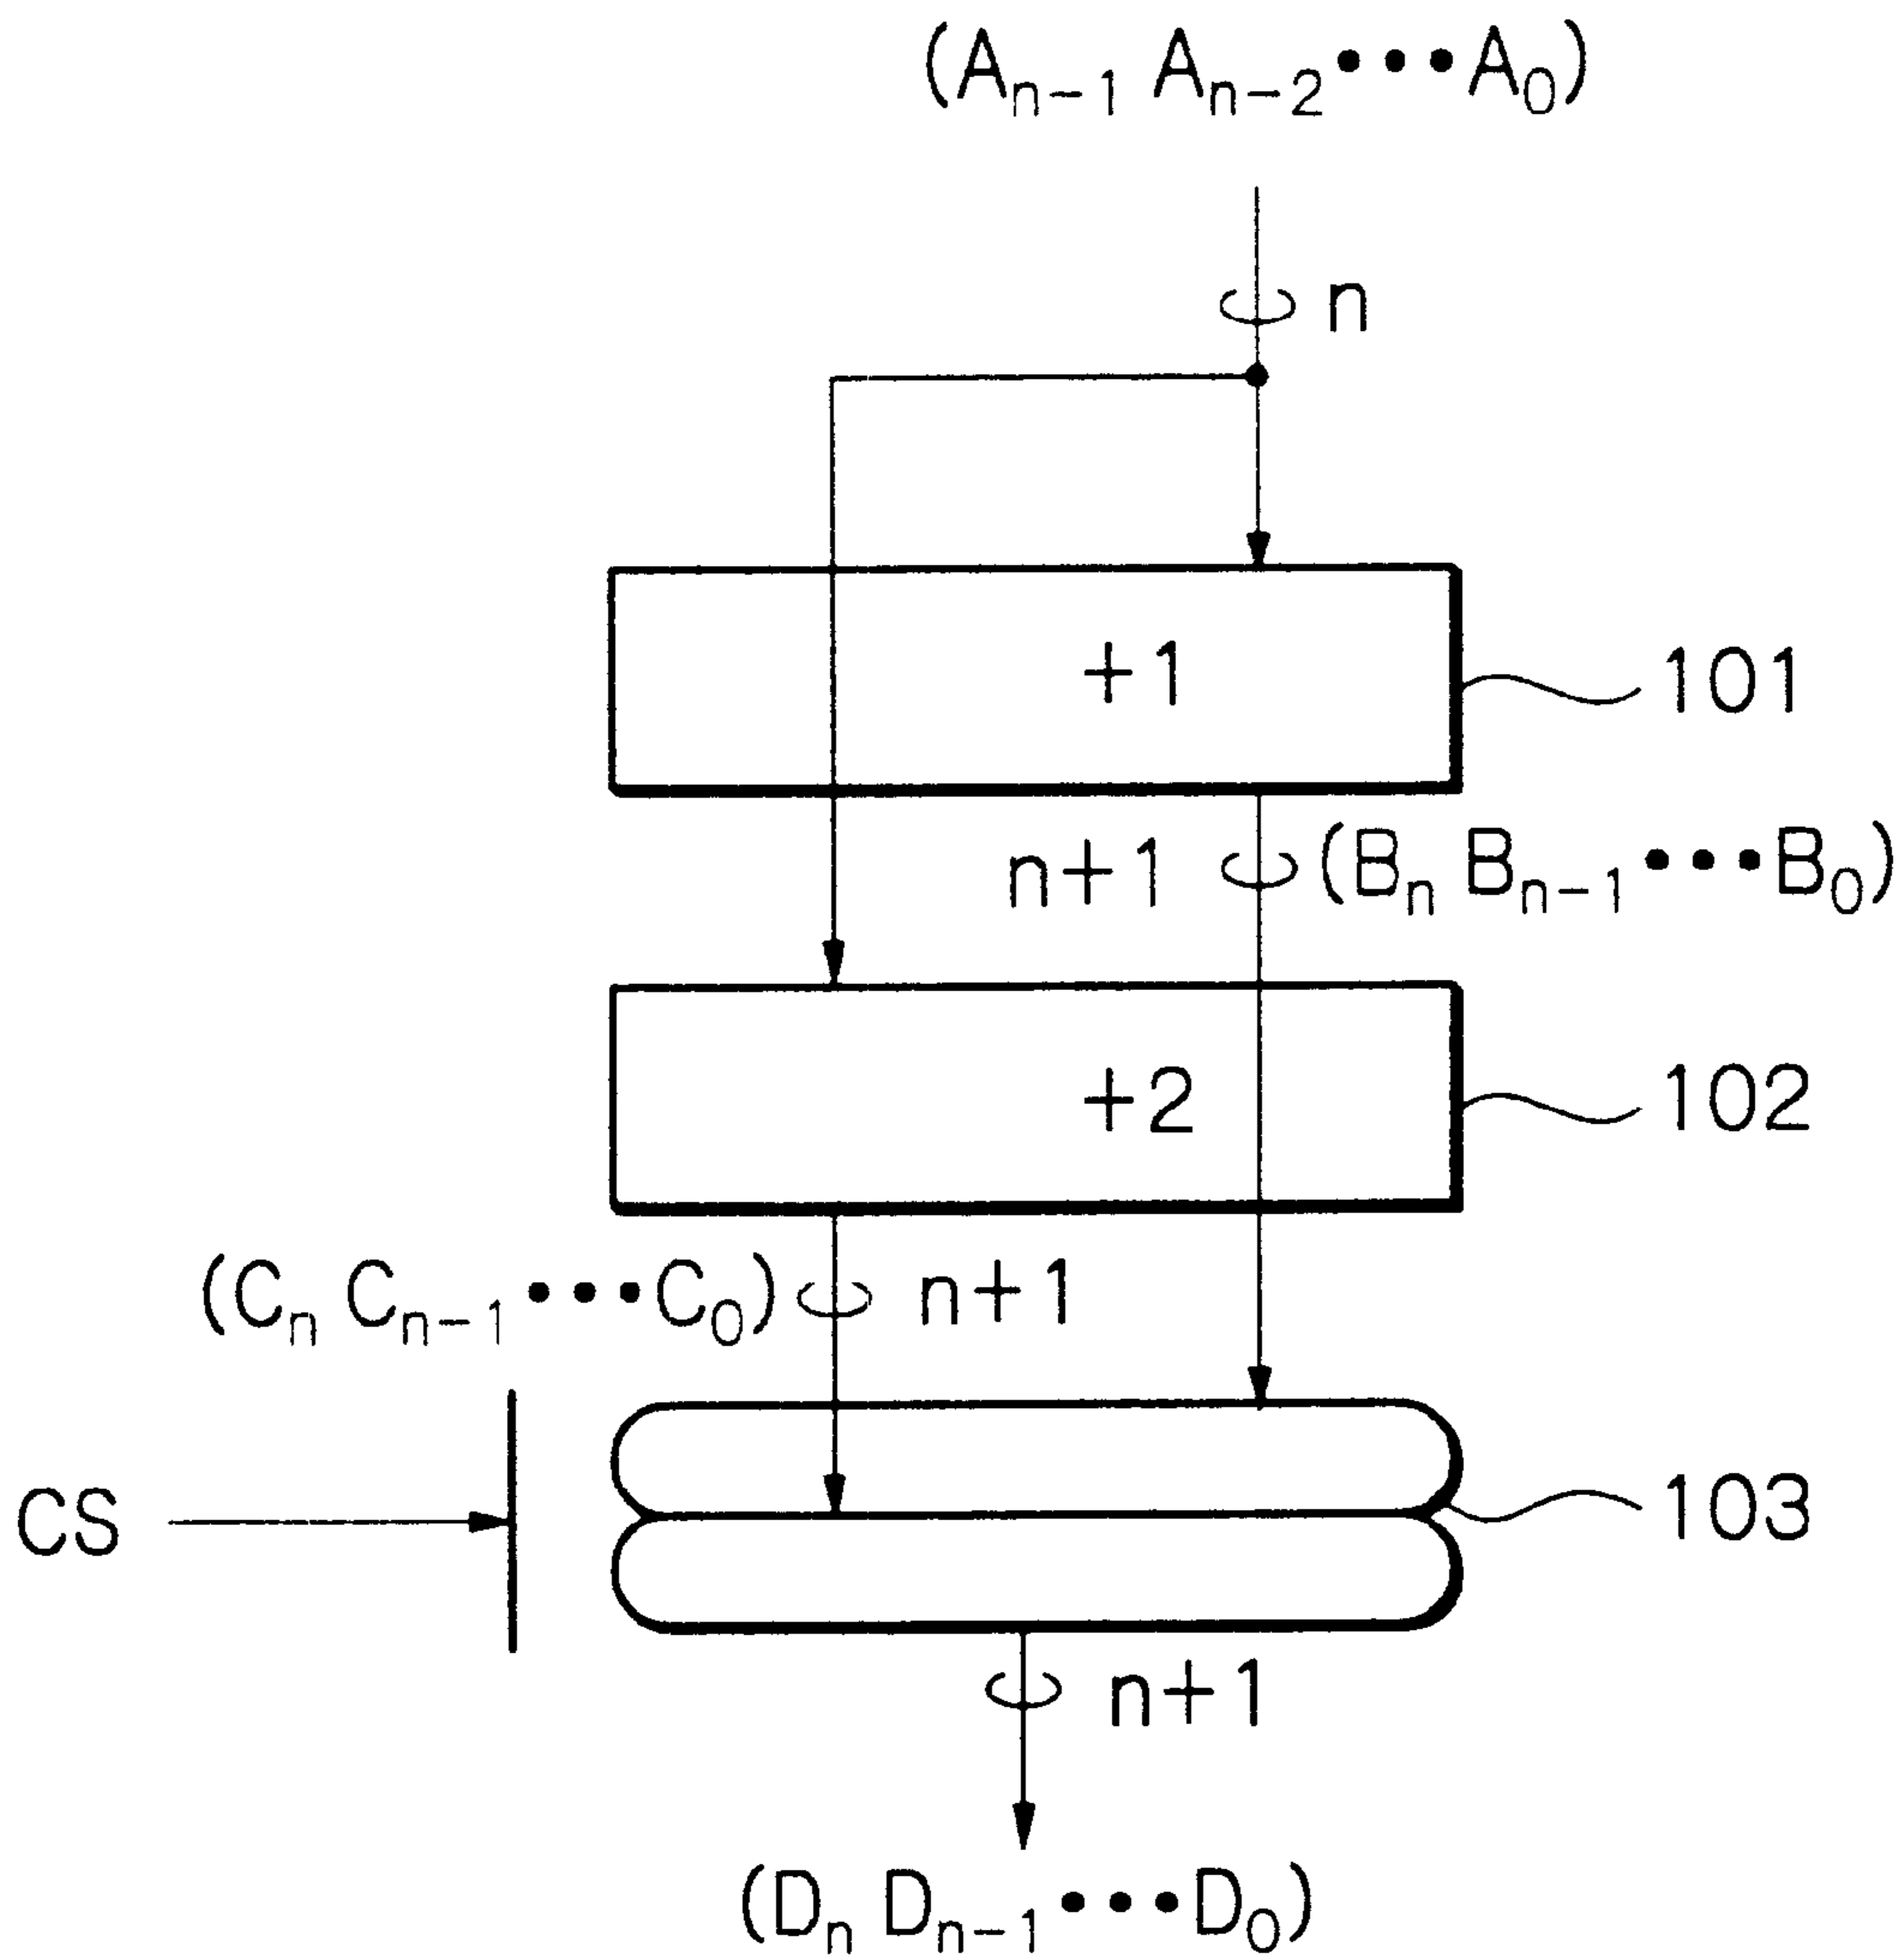 (Aₙ₋₁ Aₙ₋₂•••A₀)
n
+1
101
n+1 (Bₙ Bₙ₋₁•••B₀)
+2
102
(Cₙ Cₙ₋₁•••C₀) n+1
CS
103
n+1
(Dₙ Dₙ₋₁•••D₀)